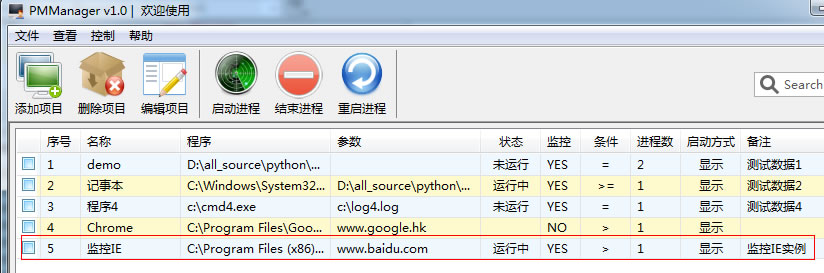 PMManager v1.0 | 欢迎使用
文件 查看 控制 帮助
添加项目 删除项目 编辑项目 启动进程 结束进程 重启进程 Search
序号 名称 程序 参数 状态 监控 条件 进程数 启动方式 备注
1 demo D:\all_source\python\... 未运行 YES = 2 显示 测试数据1
2 记事本 C:\Windows\System32... D:\all_source\python\... 运行中 YES >= 1 显示 测试数据2
3 程序4 c:\cmd4.exe c:\log4.log 未运行 YES = 1 显示 测试数据4
4 Chrome C:\Program Files\Goo... www.google.hk NO > 1 显示
5 监控IE C:\Program Files (x86)... www.baidu.com 运行中 YES > 1 显示 监控IE实例